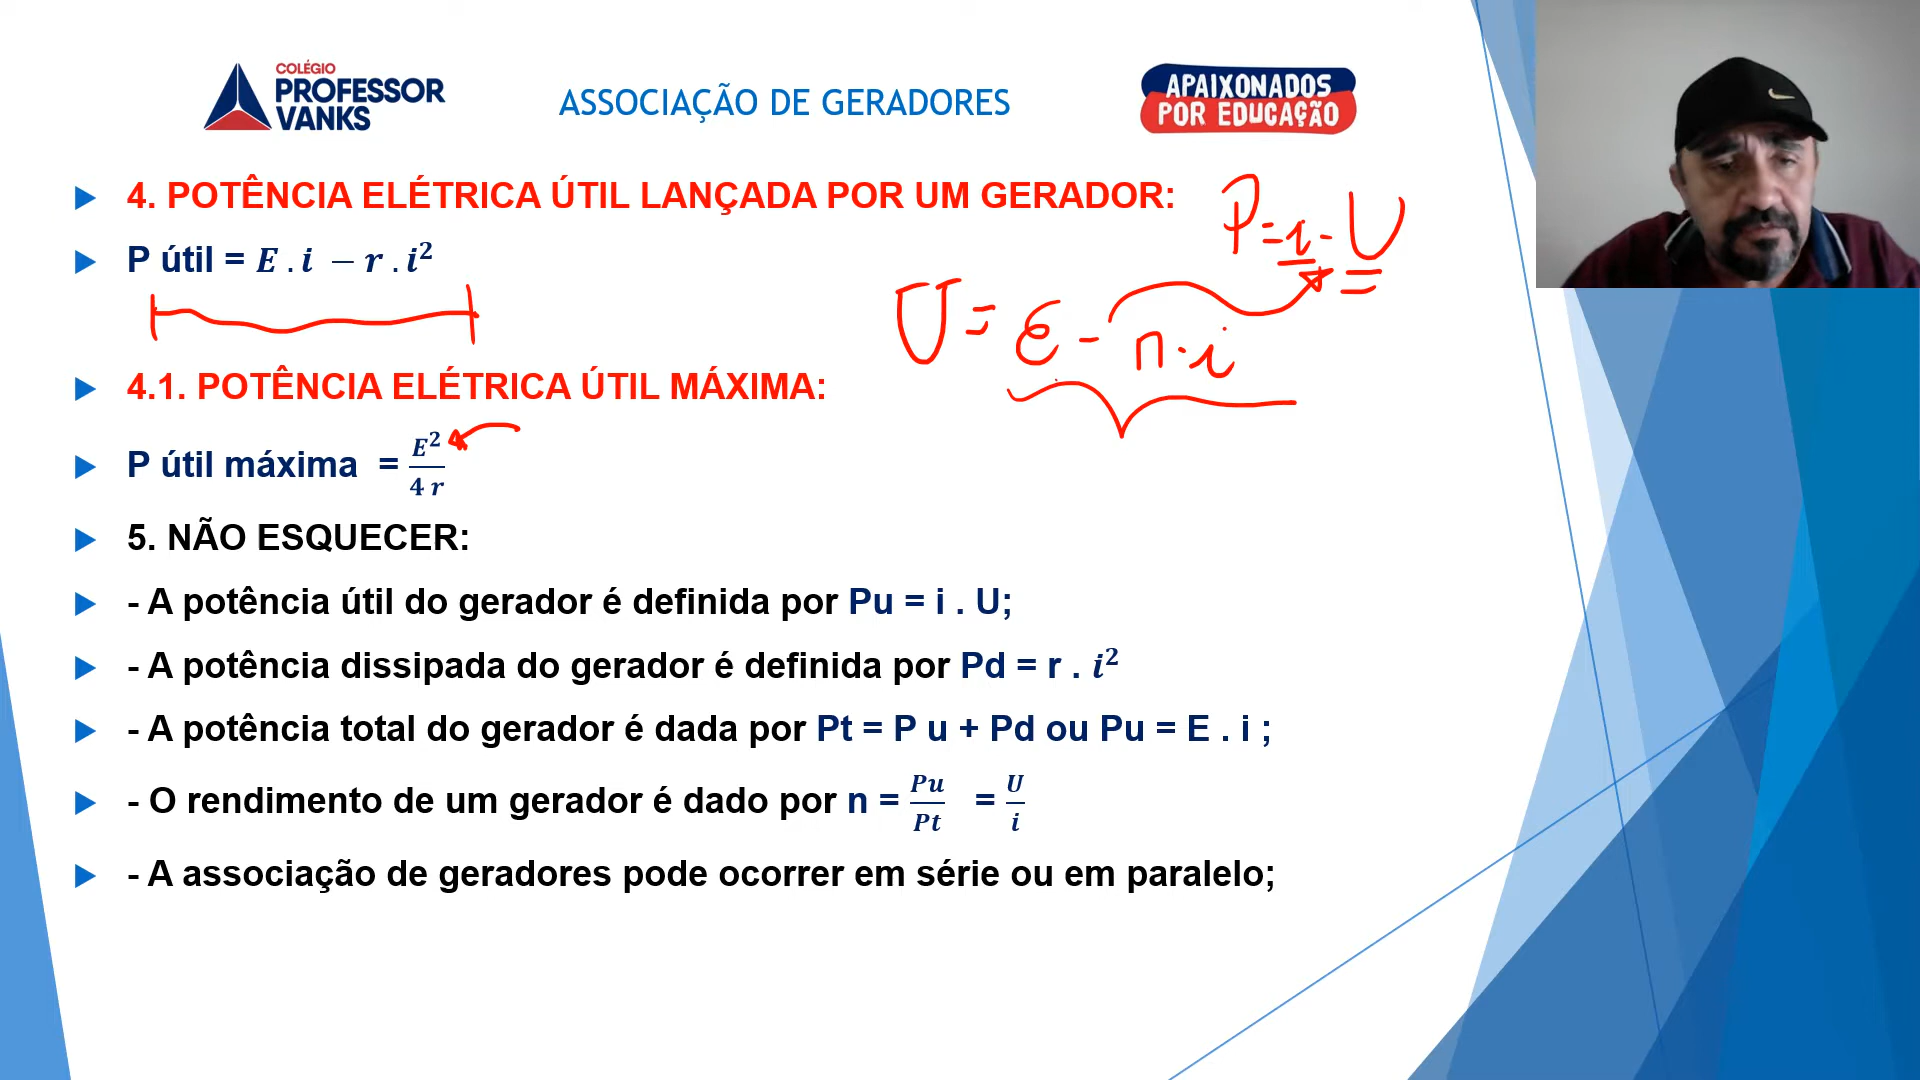 COLÉGIO
PROFESSOR
VANKS
ASSOCIAÇÃO DE GERADORES
APAIXONADOS
POR EDUCAÇÃO
4. POTÊNCIA ELÉTRICA ÚTIL LANÇADA POR UM GERADOR:
P = i - U
P útil = E . i − r . i²
U = E - r · i
4.1. POTÊNCIA ELÉTRICA ÚTIL MÁXIMA:
P útil máxima = E² / 4 r
5. NÃO ESQUECER:
- A potência útil do gerador é definida por Pu = i . U;
- A potência dissipada do gerador é definida por Pd = r . i²
- A potência total do gerador é dada por Pt = P u + Pd ou Pu = E . i ;
- O rendimento de um gerador é dado por n = Pu / Pt = U / i
- A associação de geradores pode ocorrer em série ou em paralelo;